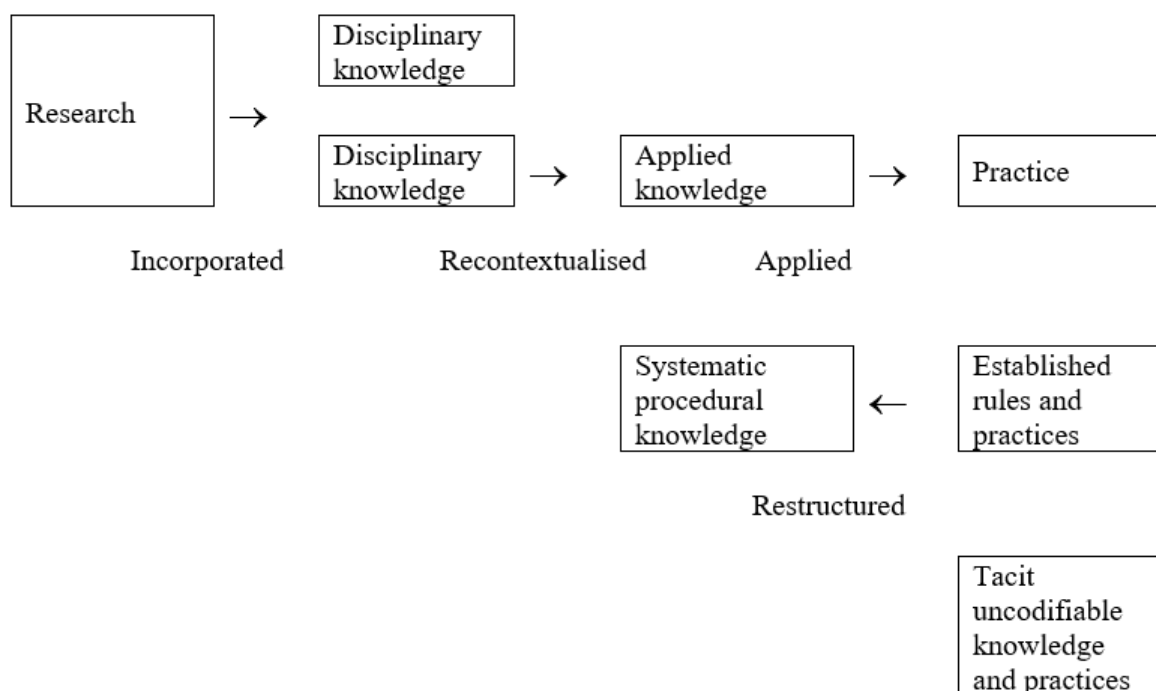 Disciplinary
knowledge
Research
Disciplinary
knowledge
Applied
knowledge
Practice
Incorporated
Recontextualised
Applied
Systematic
procedural
knowledge
Established
rules and
practices
Restructured
Tacit
uncodifiable
knowledge
and practices